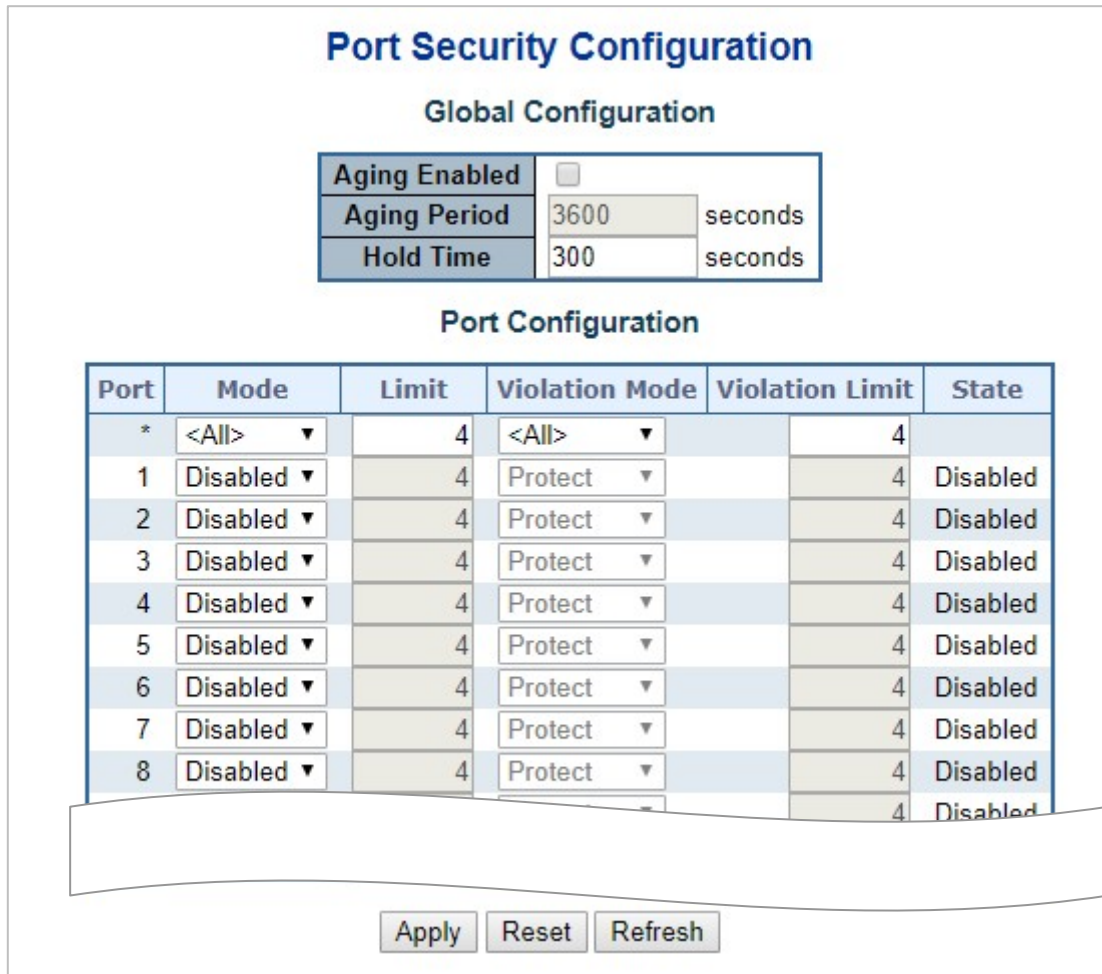 Port Security Configuration
Global Configuration
Aging Enabled
Aging Period 3600 seconds
Hold Time 300 seconds
Port Configuration
Port Mode Limit Violation Mode Violation Limit State
* <All> 4 <All> 4
1 Disabled 4 Protect 4 Disabled
2 Disabled 4 Protect 4 Disabled
3 Disabled 4 Protect 4 Disabled
4 Disabled 4 Protect 4 Disabled
5 Disabled 4 Protect 4 Disabled
6 Disabled 4 Protect 4 Disabled
7 Disabled 4 Protect 4 Disabled
8 Disabled 4 Protect 4 Disabled
4 Disabled
Apply Reset Refresh